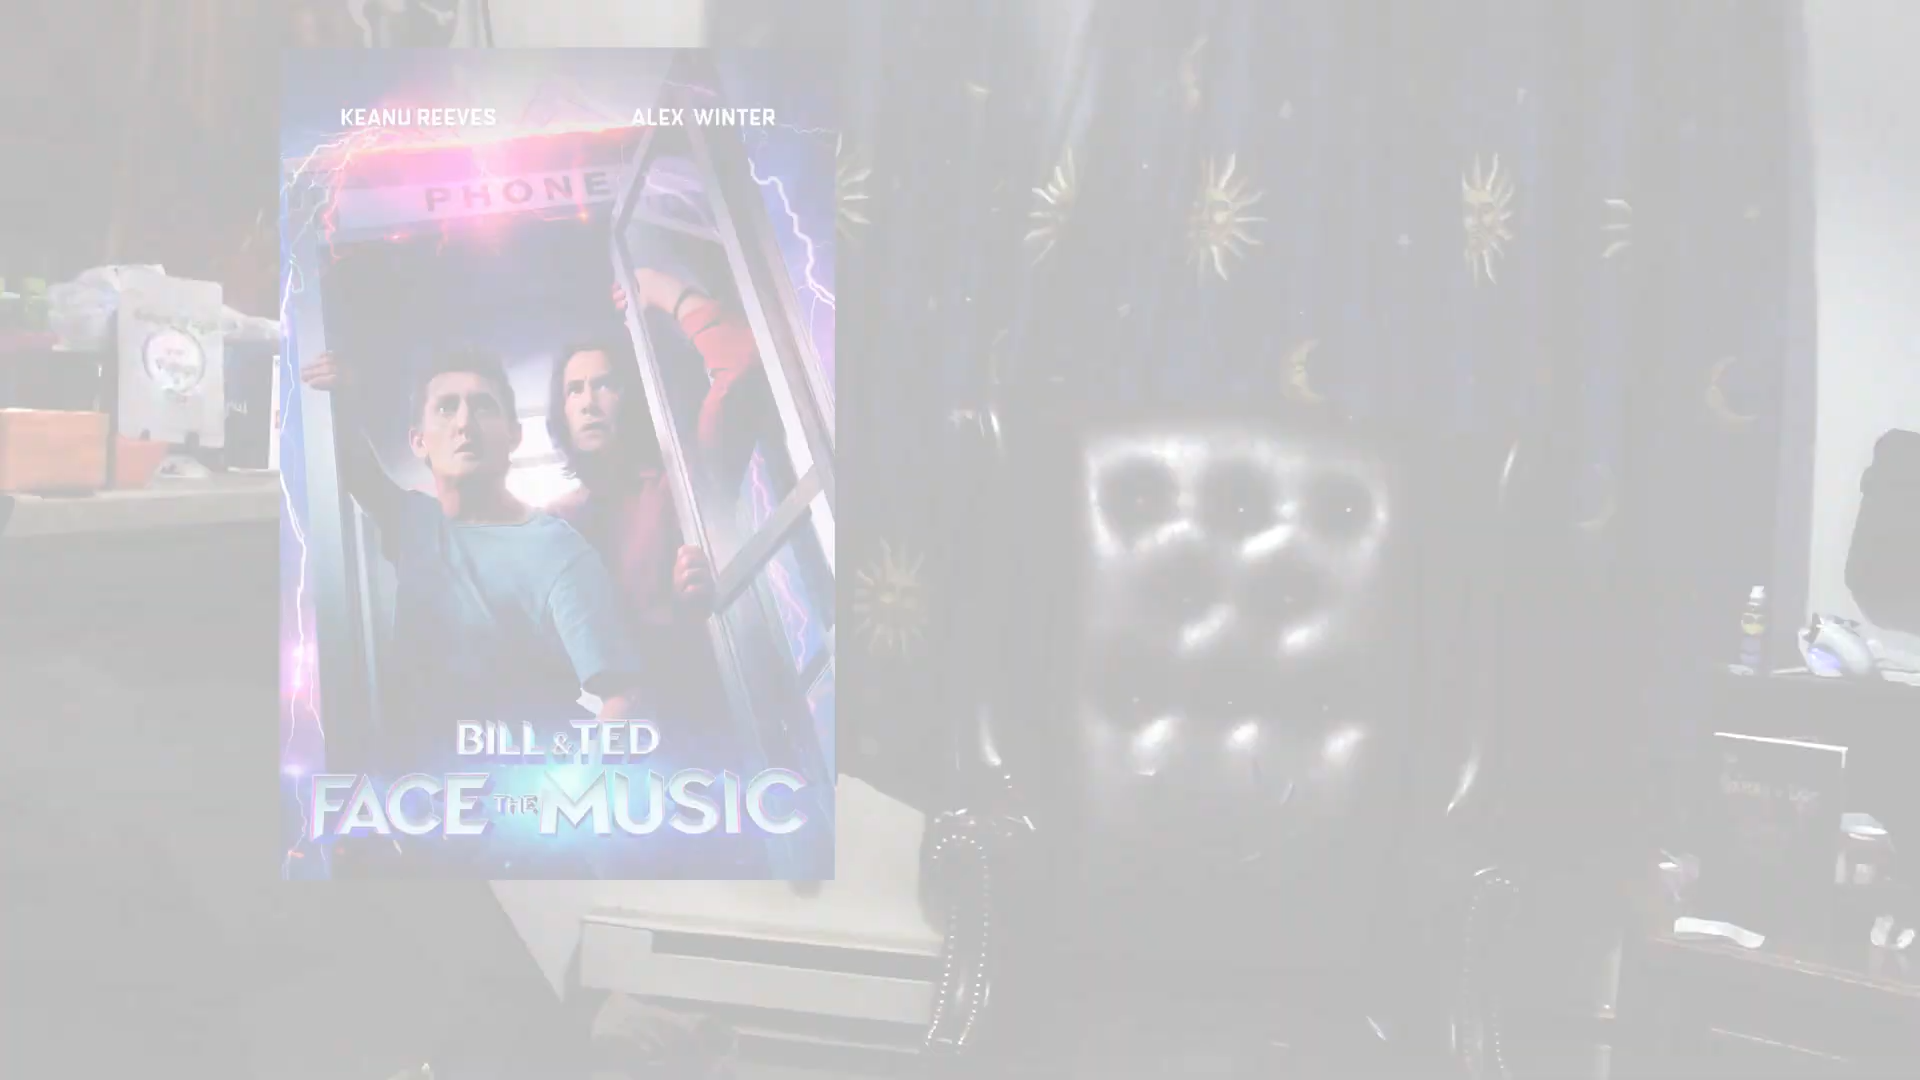 KEANU REEVES
ALEX WINTER
PHONE
BILL & TED
FACE THE MUSIC